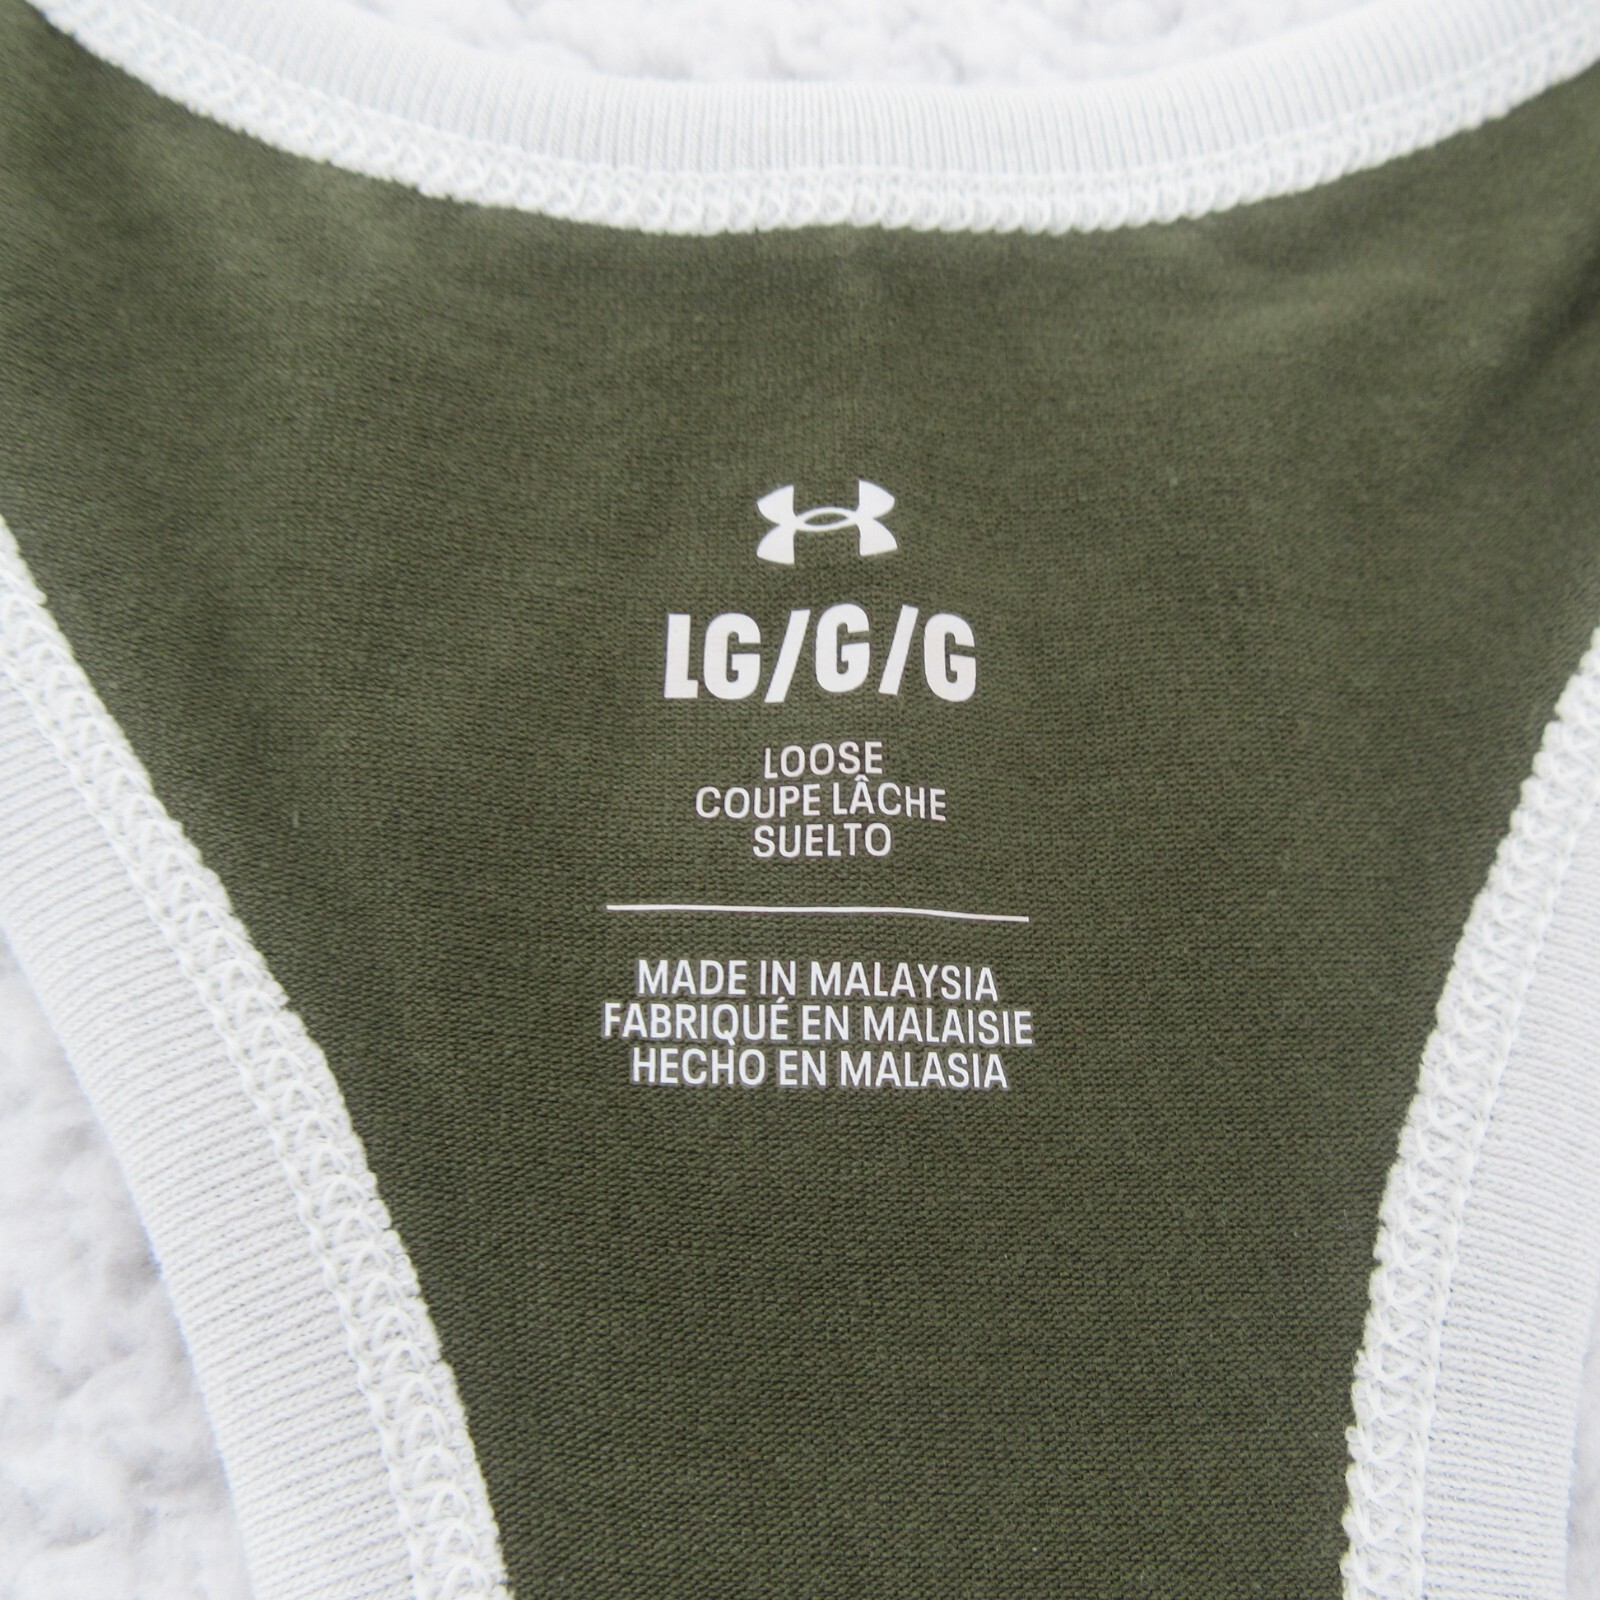 LG/G/G
LOOSE
COUPE LÂCHE
SUELTO
MADE IN MALAYSIA
FABRIQUÉ EN MALAISIE
HECHO EN MALASIA